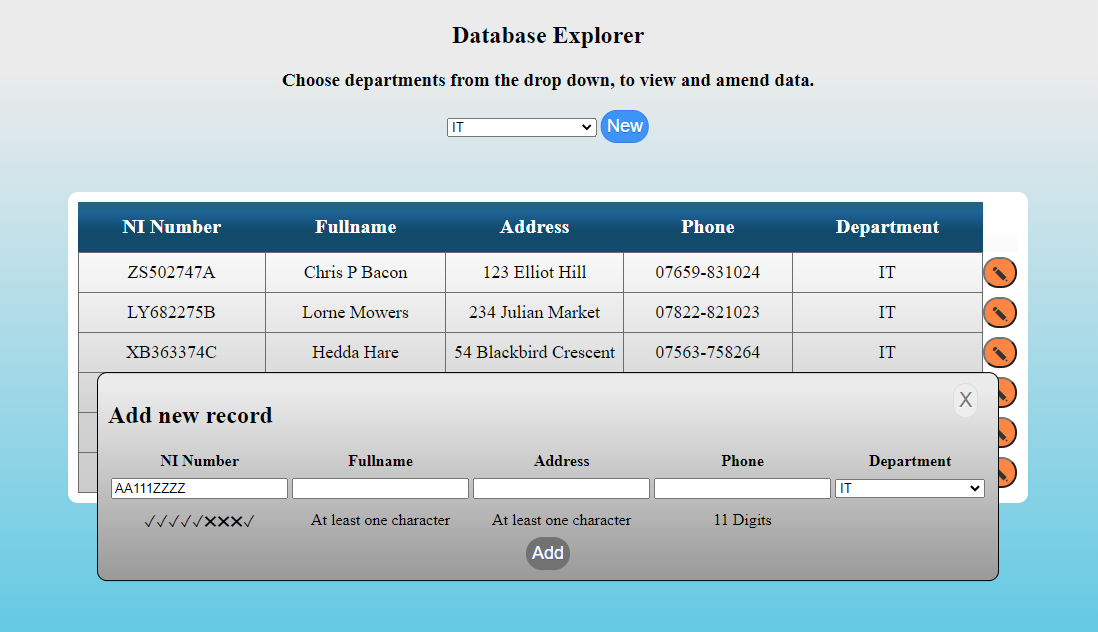 Database Explorer
Choose departments from the drop down, to view and amend data.
IT New
NI Number Fullname Address Phone Department
ZS502747A Chris P Bacon 123 Elliot Hill 07659-831024 IT
LY682275B Lorne Mowers 234 Julian Market 07822-821023 IT
XB363374C Hedda Hare 54 Blackbird Crescent 07563-758264 IT
X
Add new record
NI Number Fullname Address Phone Department
AA111ZZZZ IT
✓✓✓✓✓✕✕✕✓ At least one character At least one character 11 Digits
Add